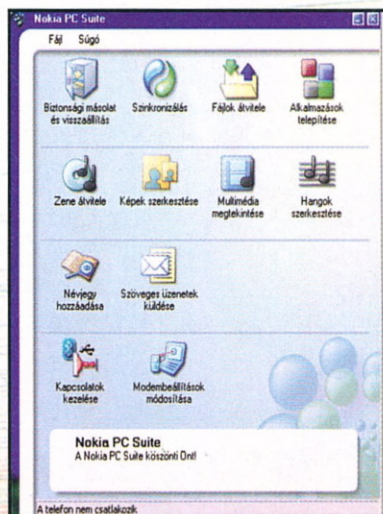 Nokia PC Suite
Fájl Súgó
Biztonsági másolat
és visszaállítás
Szinkronizálás
Fájlok átvitele
Alkalmazások
telepítése
Zene átvitele
Képek szerkesztése
Multimédia
megtekintése
Hangok
szerkesztése
Névjegy
hozzáadása
Szöveges üzenetek
küldése
Kapcsolatok
kezelése
Modembeállítások
módosítása
Nokia PC Suite
A Nokia PC Suite köszönti Önt!
A telefon nem csatlakozik